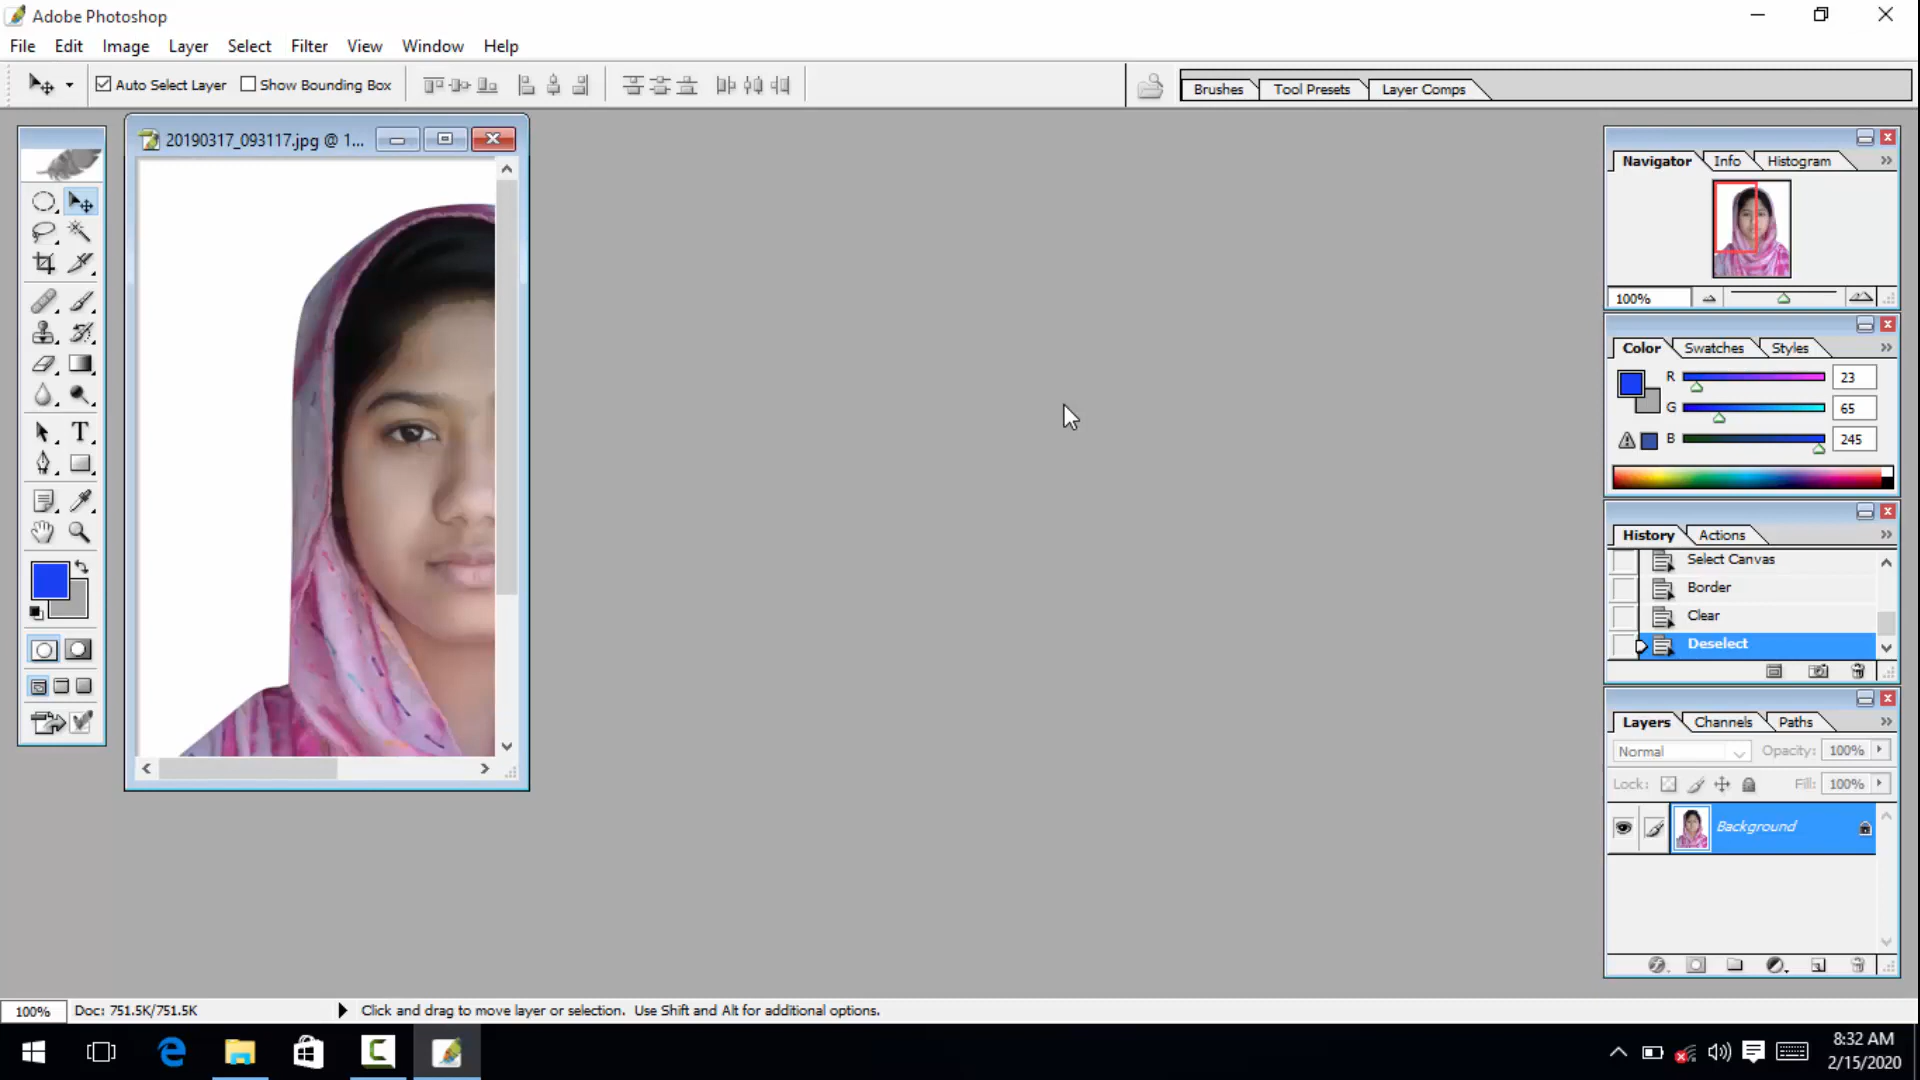 Adobe Photoshop
File Edit Image Layer Select Filter View Window Help
Auto Select Layer Show Bounding Box Brushes Tool Presets Layer Comps
20190317_093117.jpg @ 1...
Navigator Info Histogram
100%
Color Swatches Styles
R 23
G 65
B 245
History Actions
Select Canvas
Border
Clear
Deselect
Layers Channels Paths
Normal Opacity: 100%
Lock: Fill: 100%
Background
T
100% Doc: 751.5K/751.5K Click and drag to move layer or selection. Use Shift and Alt for additional options.
8:32 AM
2/15/2020